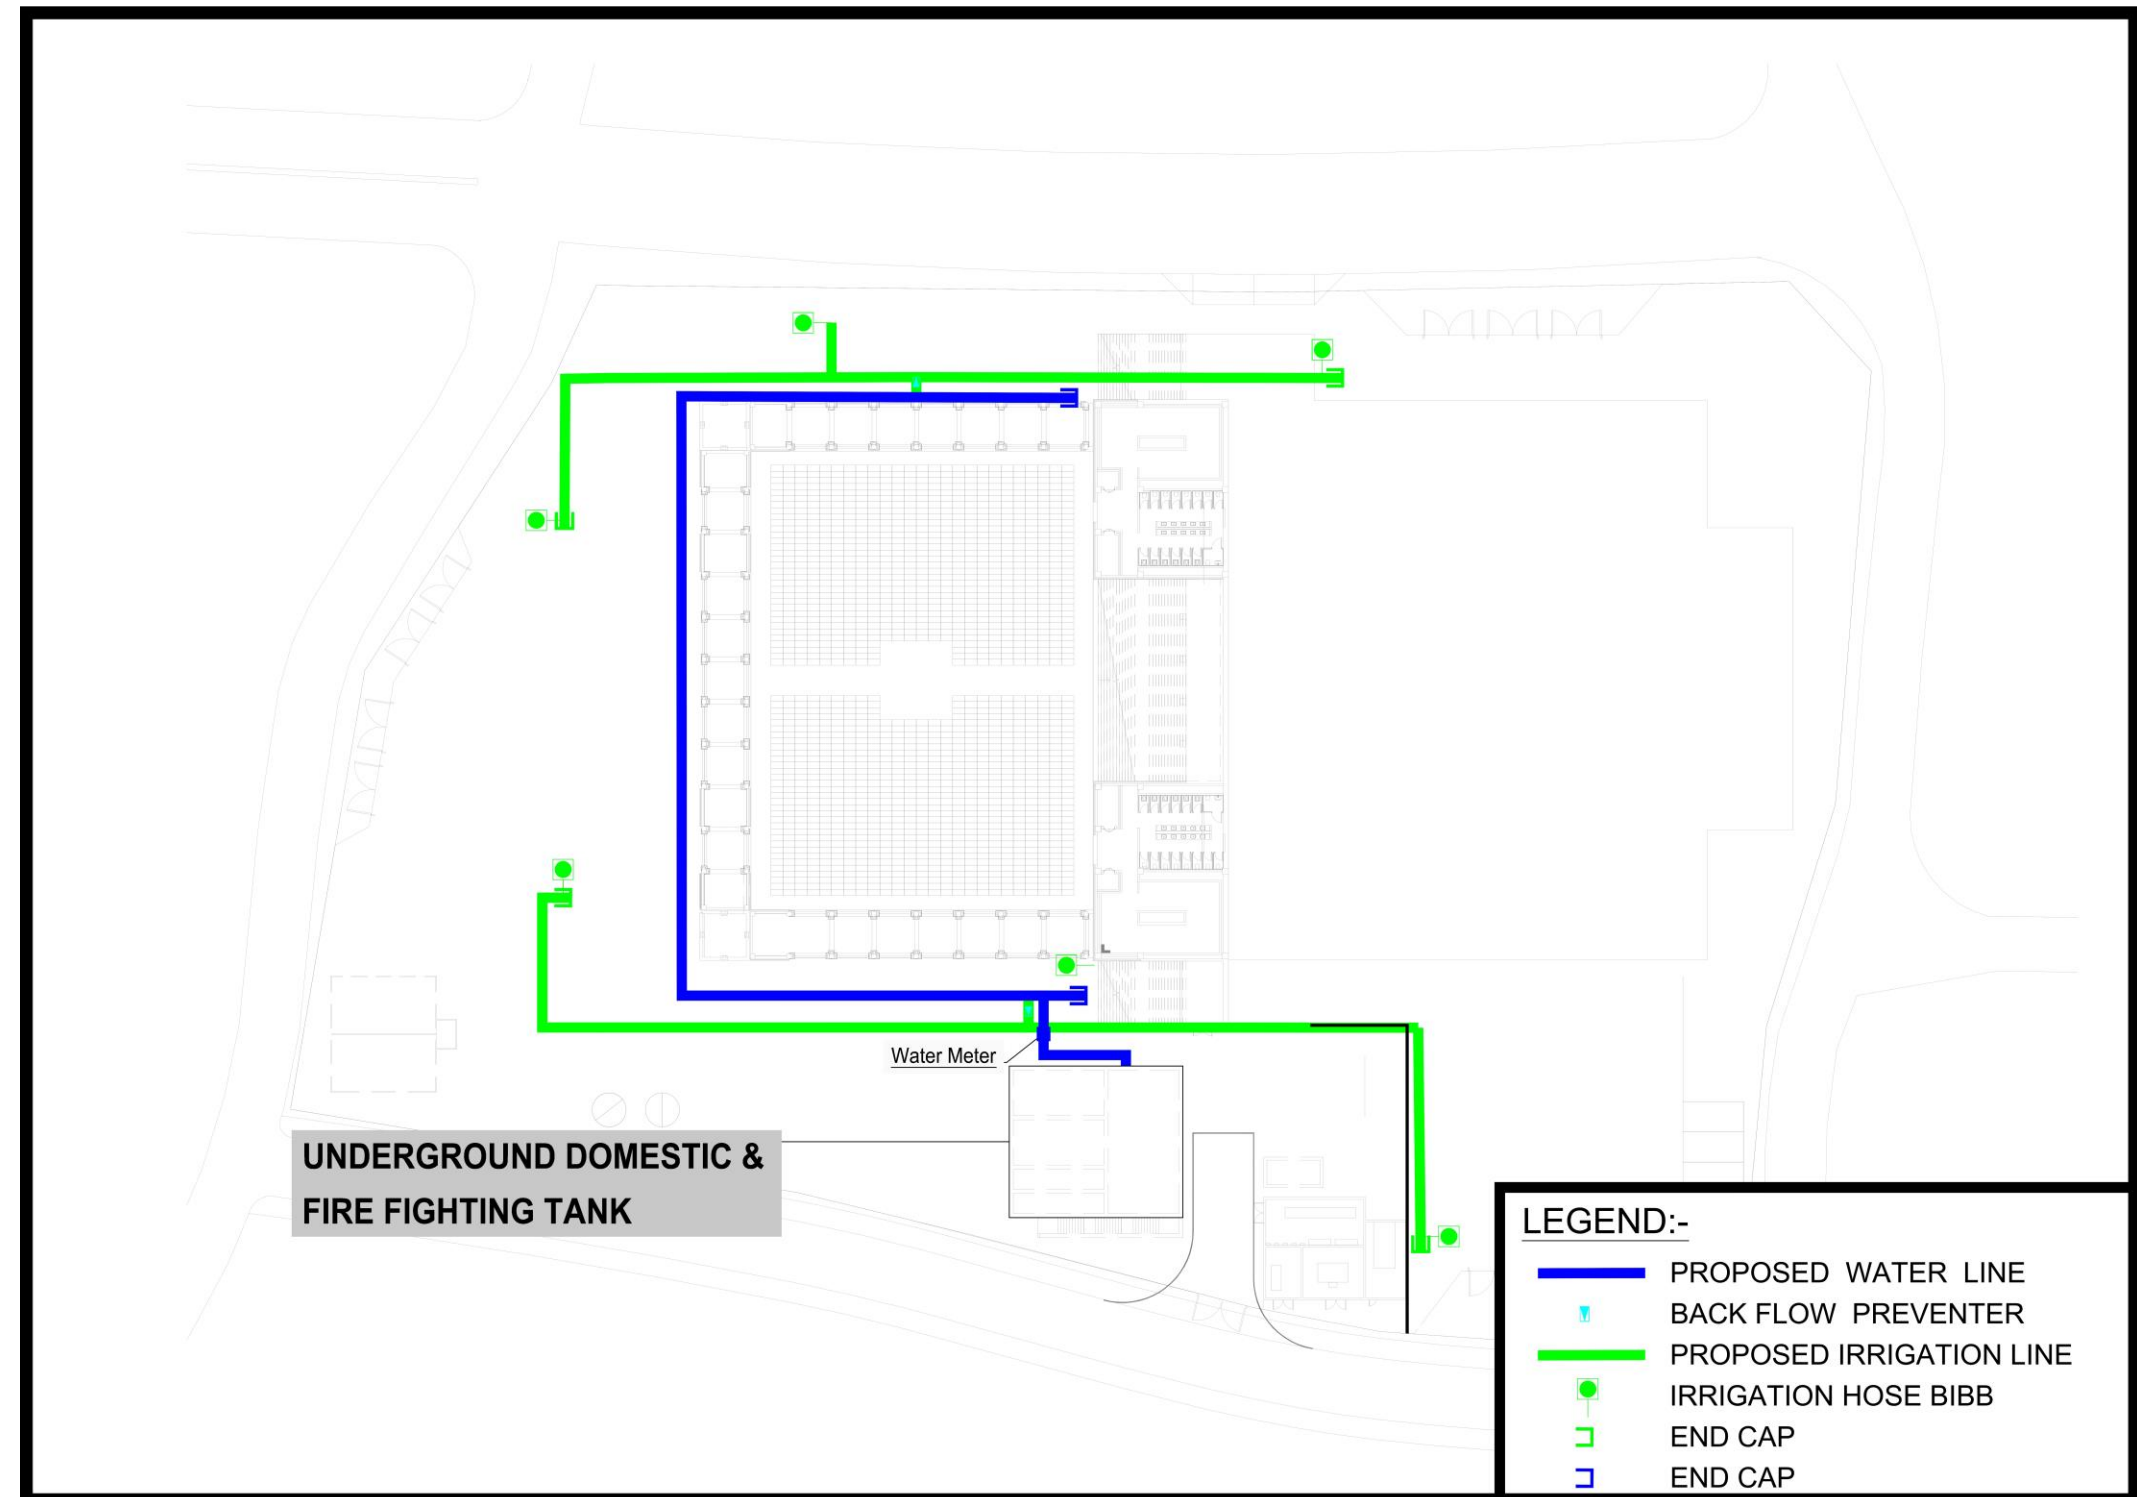 Water Meter
UNDERGROUND DOMESTIC &
FIRE FIGHTING TANK
LEGEND:-
PROPOSED WATER LINE
BACK FLOW PREVENTER
PROPOSED IRRIGATION LINE
IRRIGATION HOSE BIBB
END CAP
END CAP